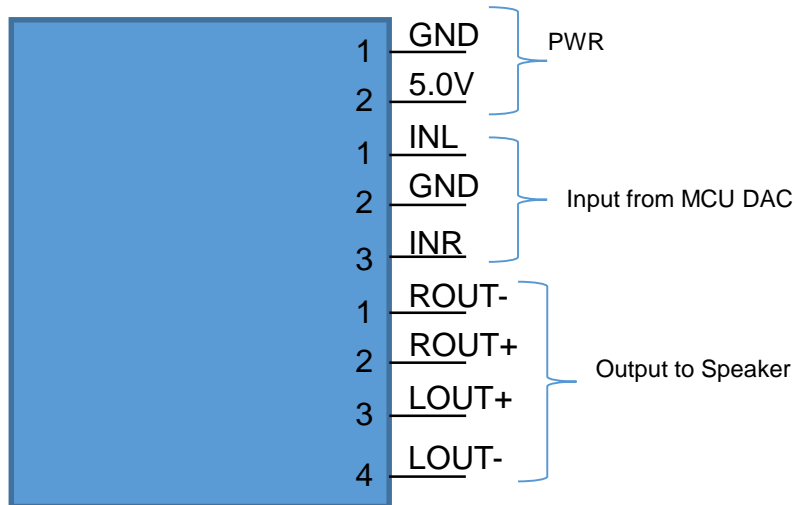 1 GND
2 5.0V
PWR
1 INL
2 GND
3 INR
Input from MCU DAC
1 ROUT-
2 ROUT+
3 LOUT+
4 LOUT-
Output to Speaker